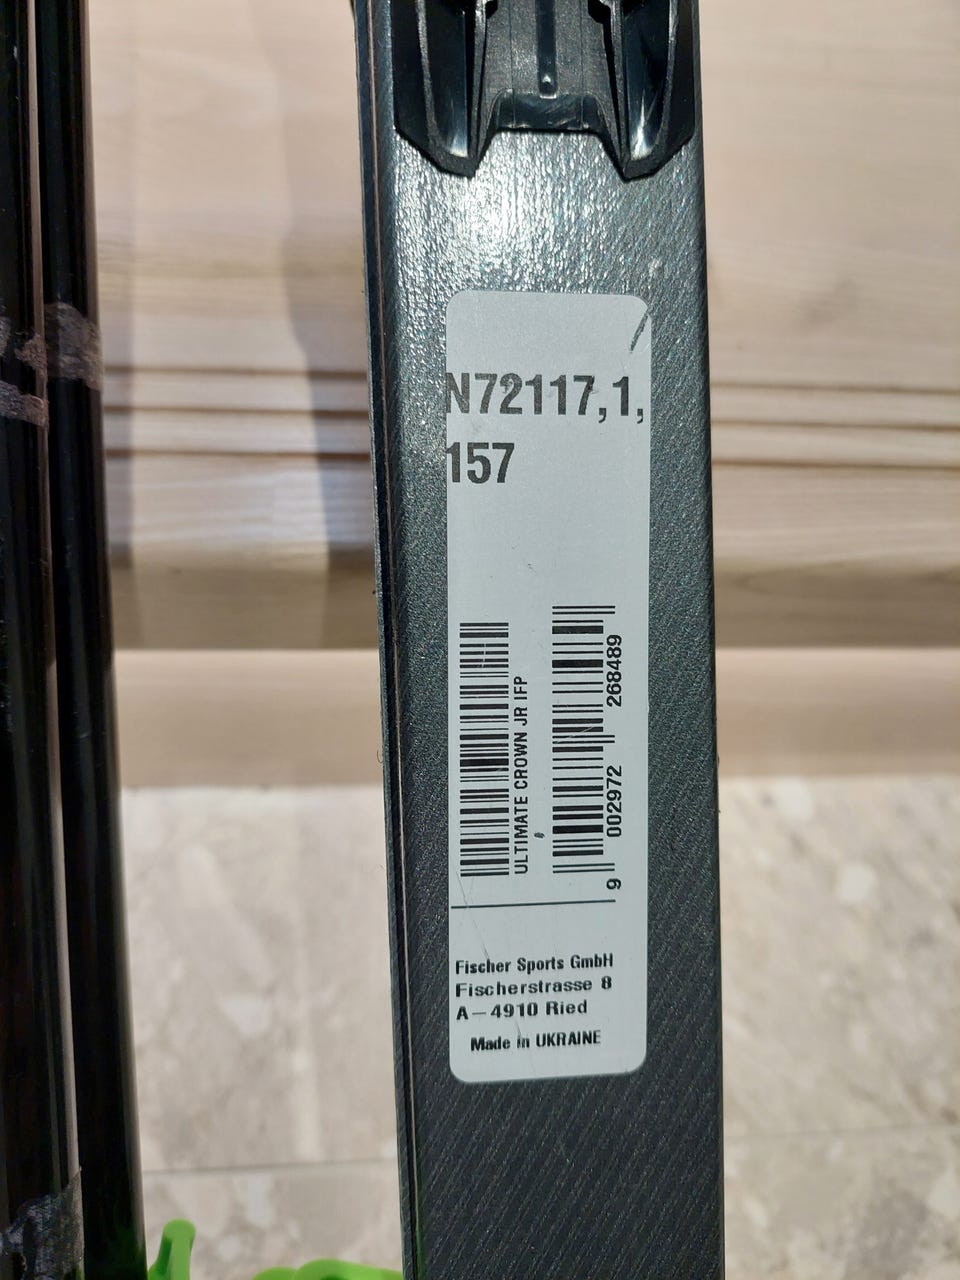 N72117,1,
157
ULTIMATE CROWN JR IFP
9 002972 268489
Fischer Sports GmbH
Fischerstrasse 8
A-4910 Ried
Made in UKRAINE